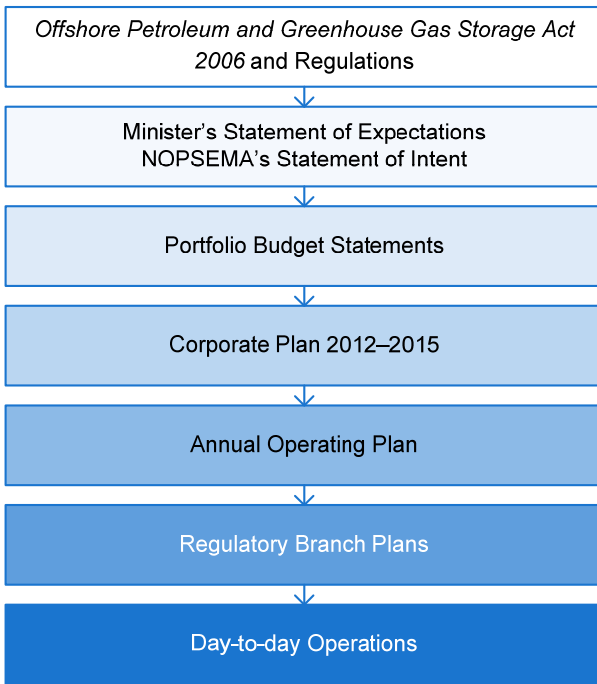 Offshore Petroleum and Greenhouse Gas Storage Act
2006 and Regulations
Minister’s Statement of Expectations
NOPSEMA’s Statement of Intent
Portfolio Budget Statements
Corporate Plan 2012–2015
Annual Operating Plan
Regulatory Branch Plans
Day-to-day Operations